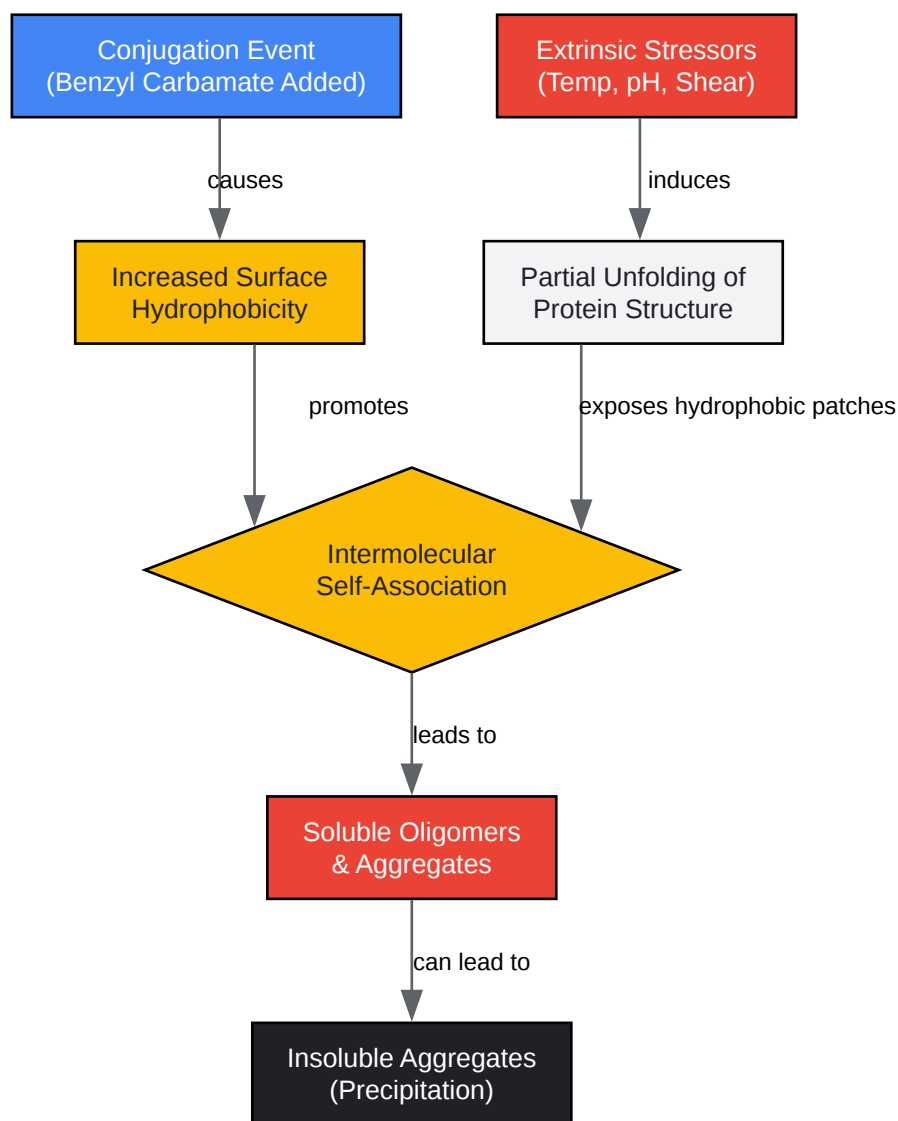 Conjugation Event
(Benzyl Carbamate Added)
Extrinsic Stressors
(Temp, pH, Shear)
causes
induces
Increased Surface
Hydrophobicity
Partial Unfolding of
Protein Structure
promotes
exposes hydrophobic patches
Intermolecular
Self-Association
leads to
Soluble Oligomers
& Aggregates
can lead to
Insoluble Aggregates
(Precipitation)